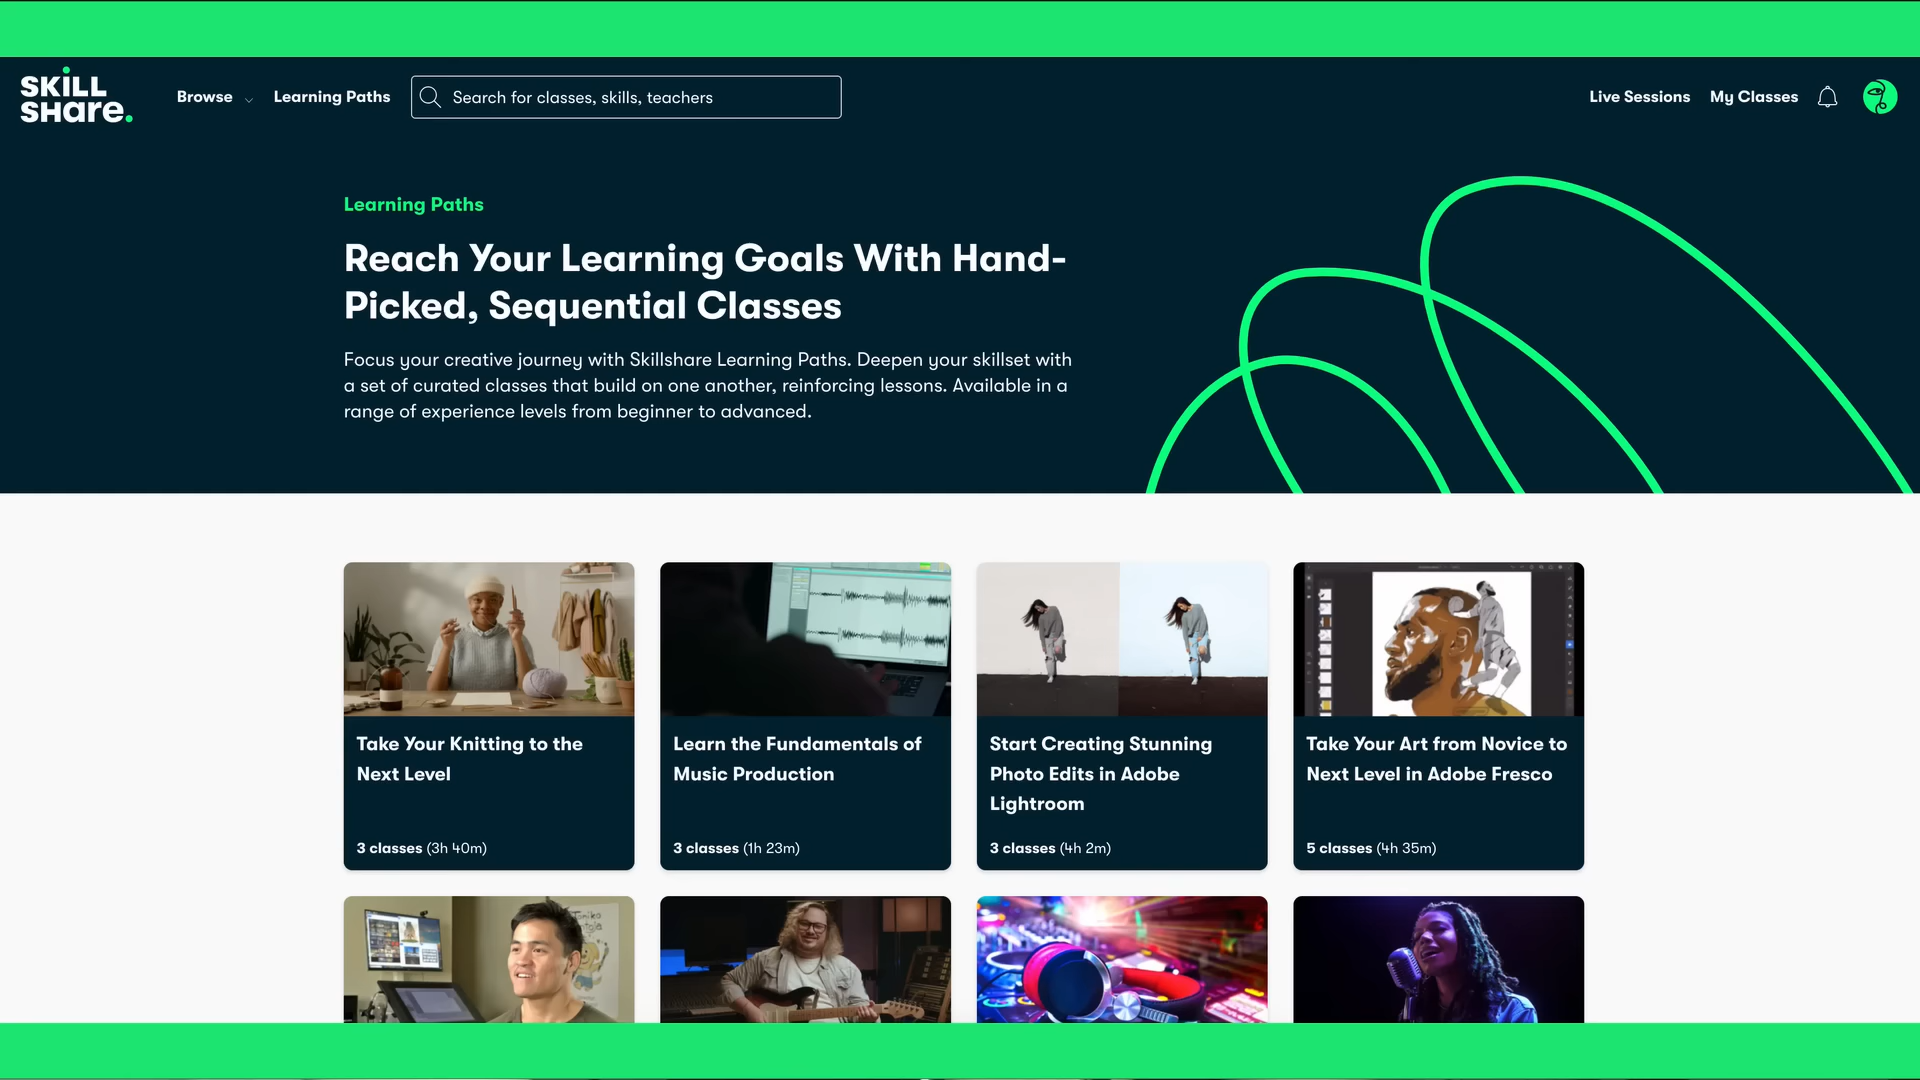 SKILL
SHare.
Browse
Learning Paths
Search for classes, skills, teachers
Live Sessions
My Classes
Learning Paths
Reach Your Learning Goals With Hand-
Picked, Sequential Classes
Focus your creative journey with Skillshare Learning Paths. Deepen your skillset with
a set of curated classes that build on one another, reinforcing lessons. Available in a
range of experience levels from beginner to advanced.
Take Your Knitting to the
Next Level
3 classes (3h 40m)
Learn the Fundamentals of
Music Production
3 classes (1h 23m)
Start Creating Stunning
Photo Edits in Adobe
Lightroom
3 classes (4h 2m)
Take Your Art from Novice to
Next Level in Adobe Fresco
5 classes (4h 35m)